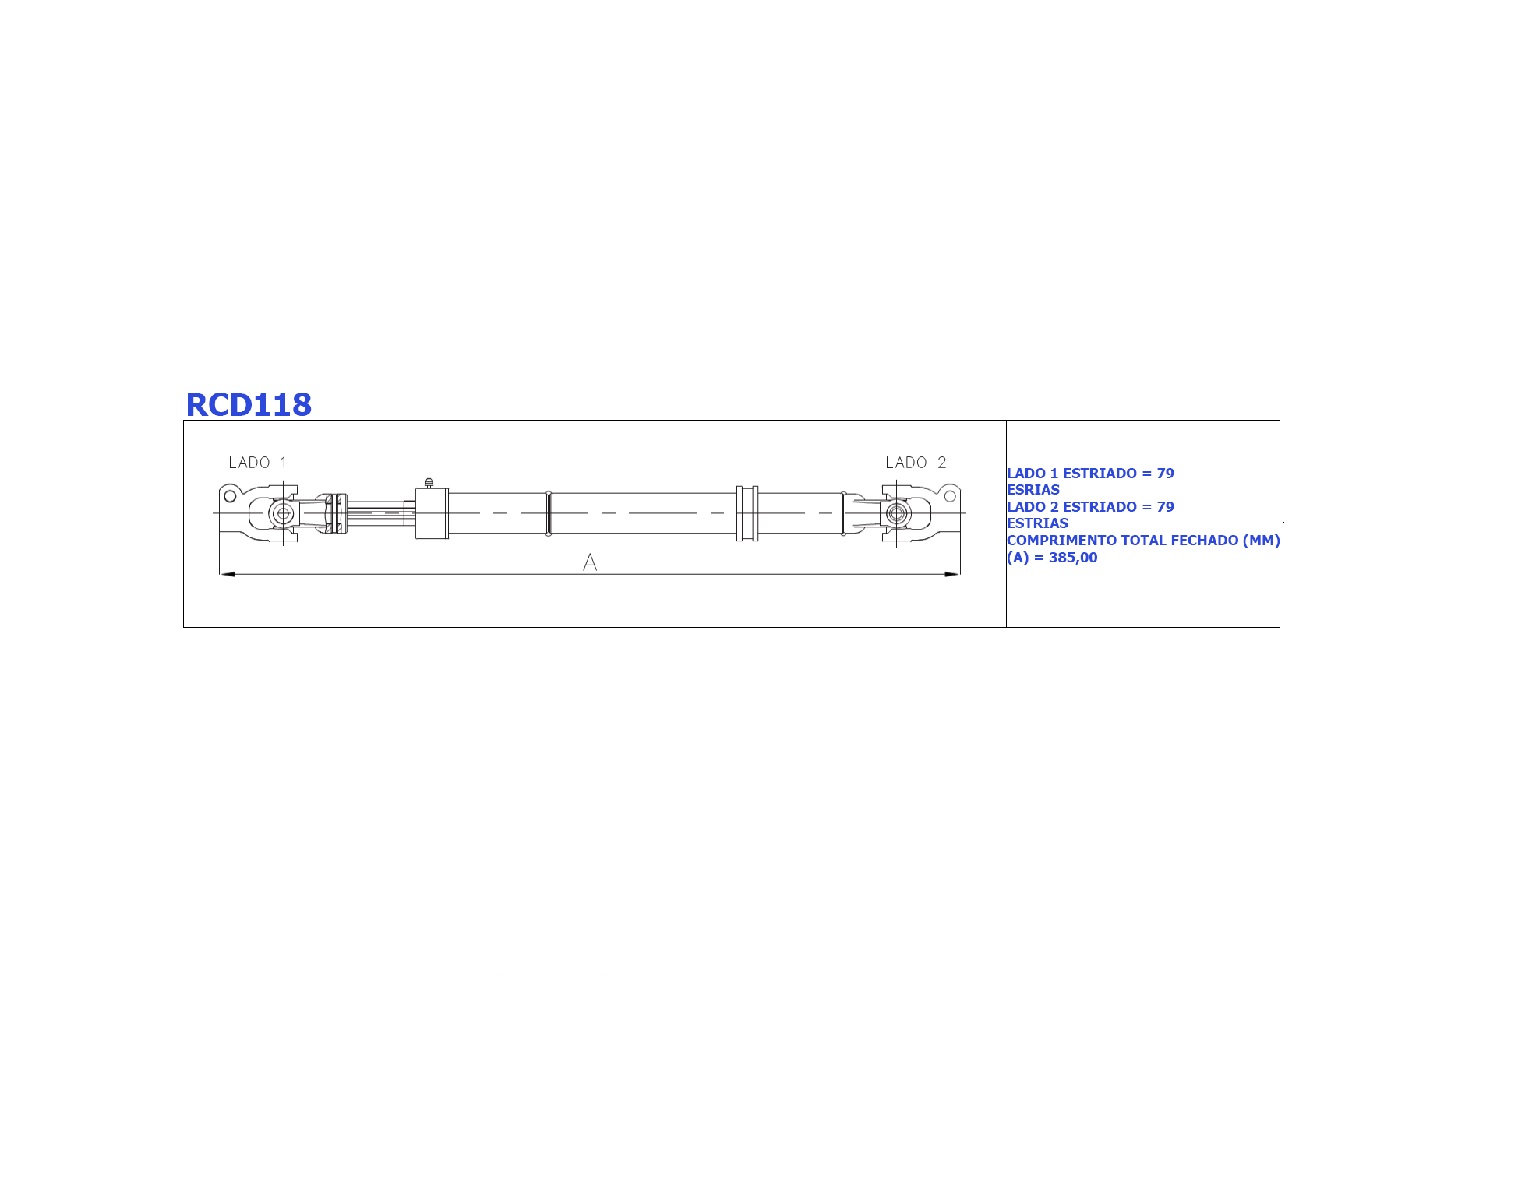 RCD118
LADO 1
LADO 2
A
LADO 1 ESTRIADO = 79
ESRIAS
LADO 2 ESTRIADO = 79
ESTRIAS
COMPRIMENTO TOTAL FECHADO (MM)
(A) = 385,00